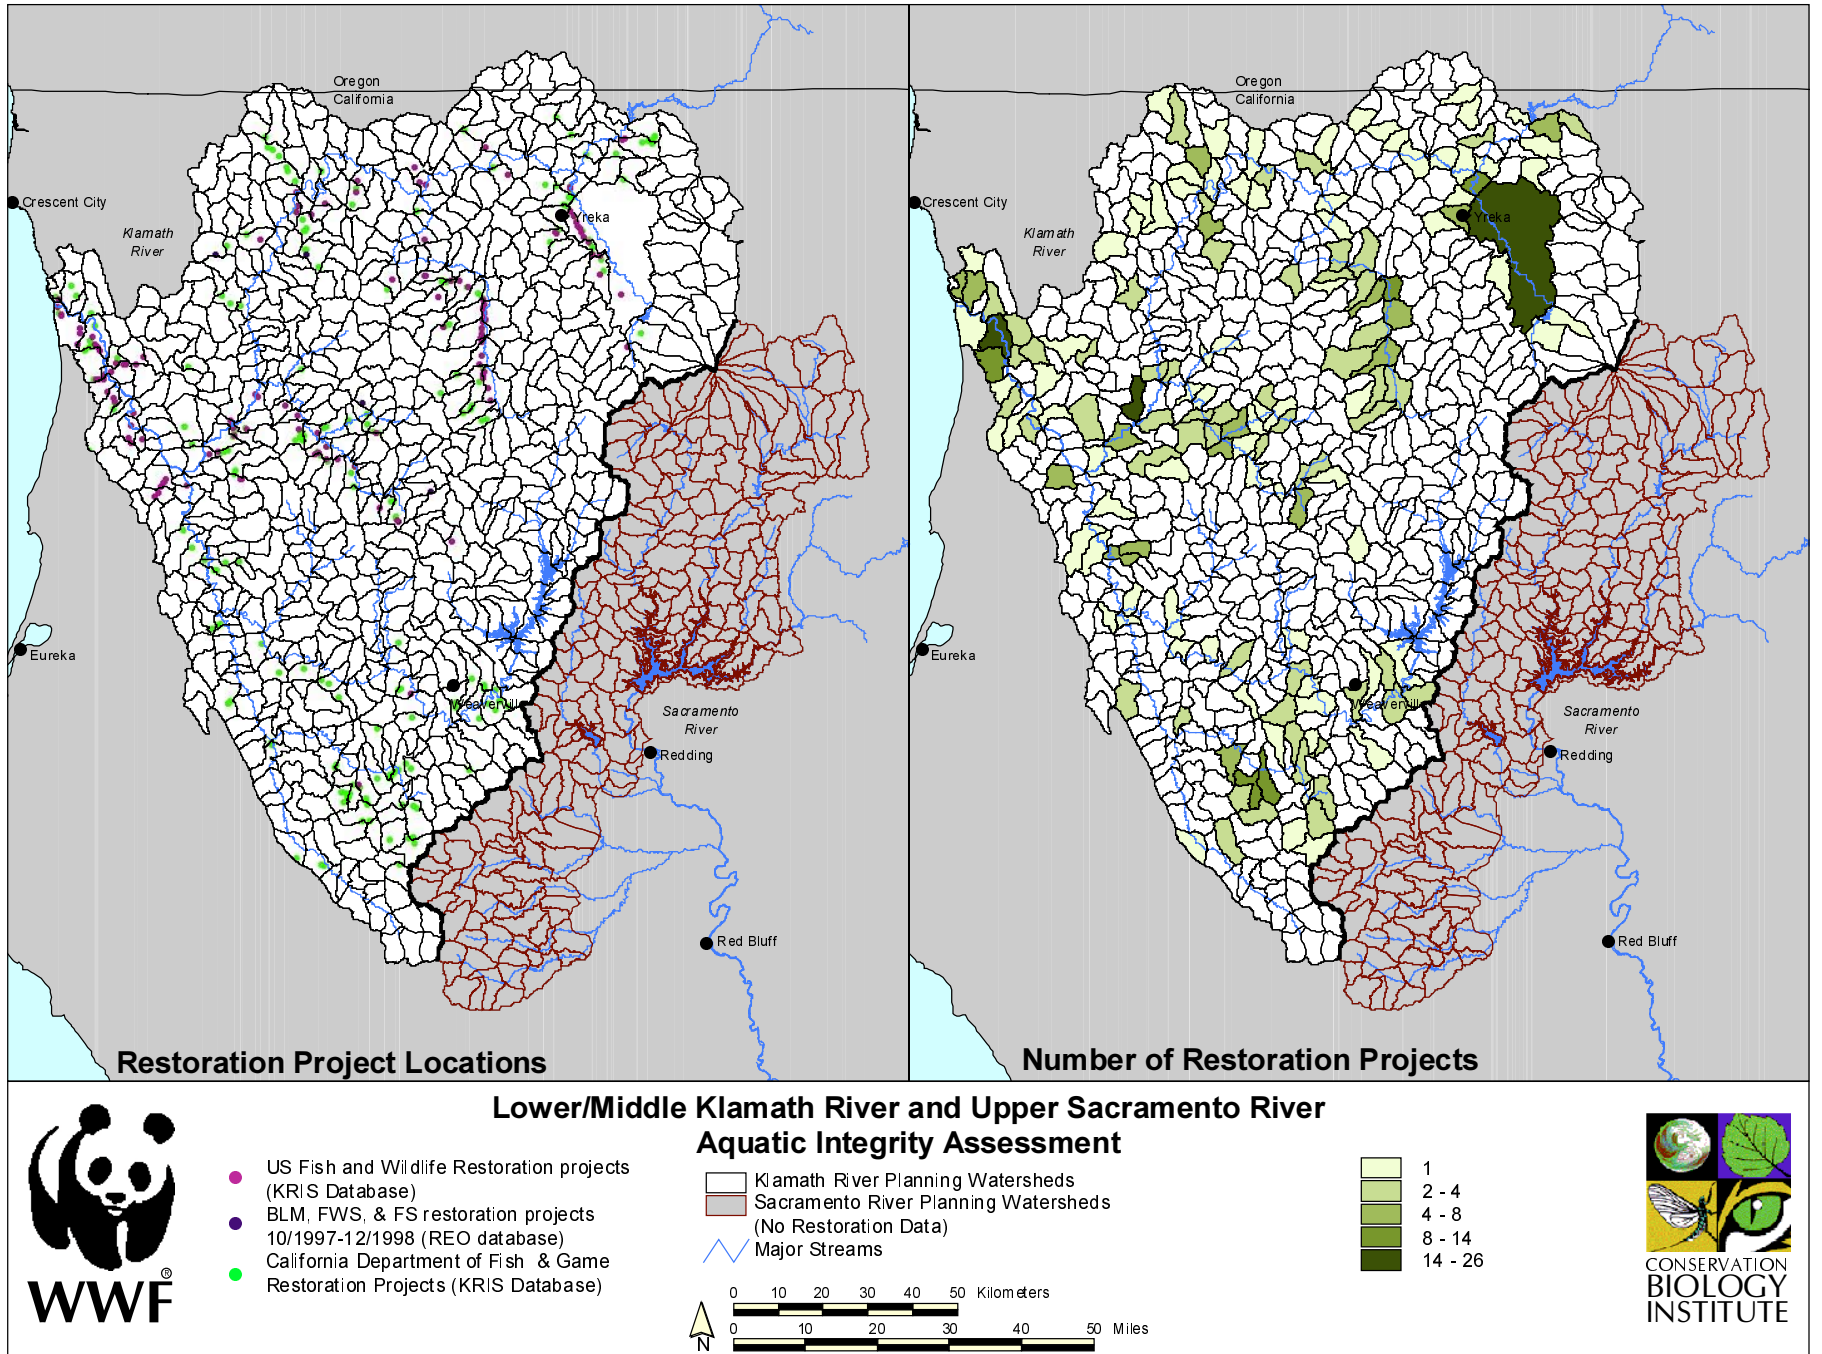 Oregon
California
Crescent City
Klamath
River
Yreka
Eureka
Weaverville
Sacramento
River
Redding
Red Bluff
Restoration Project Locations
Oregon
California
Crescent City
Klamath
River
Yreka
Eureka
Weaverville
Sacramento
River
Redding
Red Bluff
Number of Restoration Projects
Lower/Middle Klamath River and Upper Sacramento River
Aquatic Integrity Assessment
WWF®
US Fish and Wildlife Restoration projects
(KRIS Database)
BLM, FWS, & FS restoration projects
10/1997-12/1998 (REO database)
California Department of Fish & Game
Restoration Projects (KRIS Database)
Klamath River Planning Watersheds
Sacramento River Planning Watersheds
(No Restoration Data)
Major Streams
0 10 20 30 40 50 Kilometers
0 10 20 30 40 50 Miles
N
1
2 - 4
4 - 8
8 - 14
14 - 26
CONSERVATION
BIOLOGY
INSTITUTE